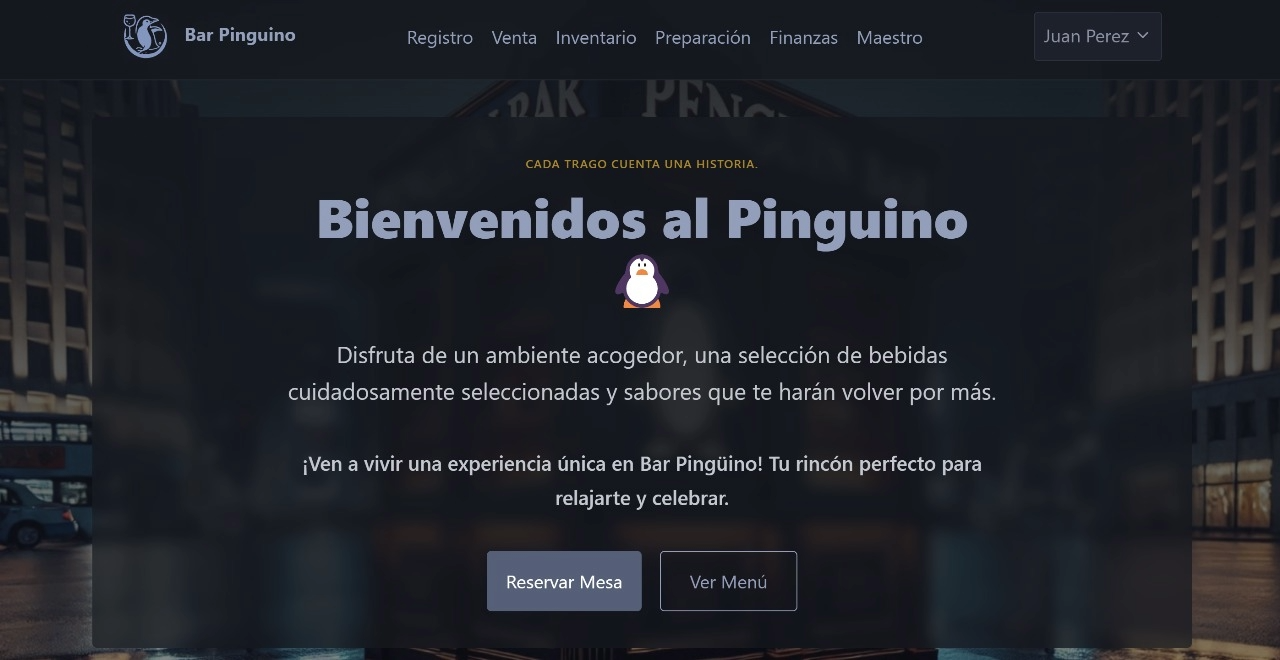 Bar Pinguino
Registro Venta Inventario Preparación Finanzas Maestro
Juan Perez
BAR PENG
CADA TRAGO CUENTA UNA HISTORIA.
Bienvenidos al Pinguino
Disfruta de un ambiente acogedor, una selección de bebidas
cuidadosamente seleccionadas y sabores que te harán volver por más.
¡Ven a vivir una experiencia única en Bar Pingüino! Tu rincón perfecto para
relajarte y celebrar.
Reservar Mesa
Ver Menú